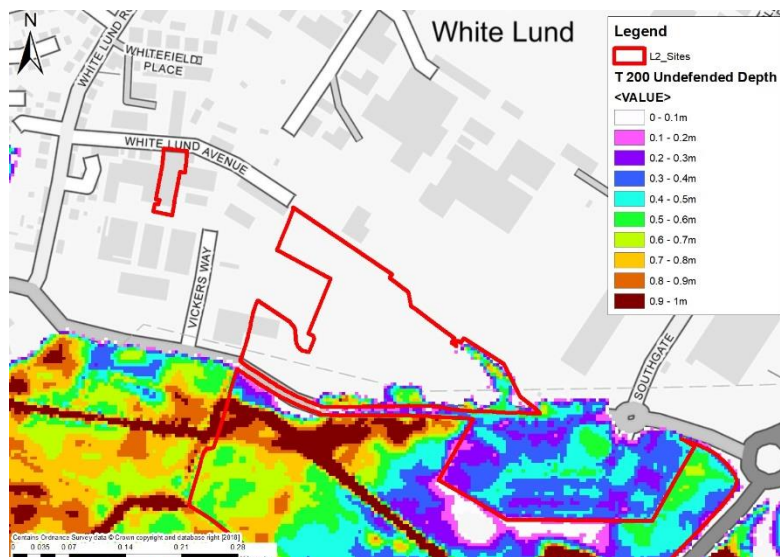 White Lund
N
WHITE LUND RO
WHITEFIELD
PLACE
WHITE LUND AVENUE
VICKERS WAY
SOUTHGATE
Legend
L2_Sites
T 200 Undefended Depth
<VALUE>
0 - 0.1m
0.1 - 0.2m
0.2 - 0.3m
0.3 - 0.4m
0.4 - 0.5m
0.5 - 0.6m
0.6 - 0.7m
0.7 - 0.8m
0.8 - 0.9m
0.9 - 1m
Contains Ordnance Survey data © Crown copyright and database right [2018]
0.035 0.07 0.14 0.21 0.28